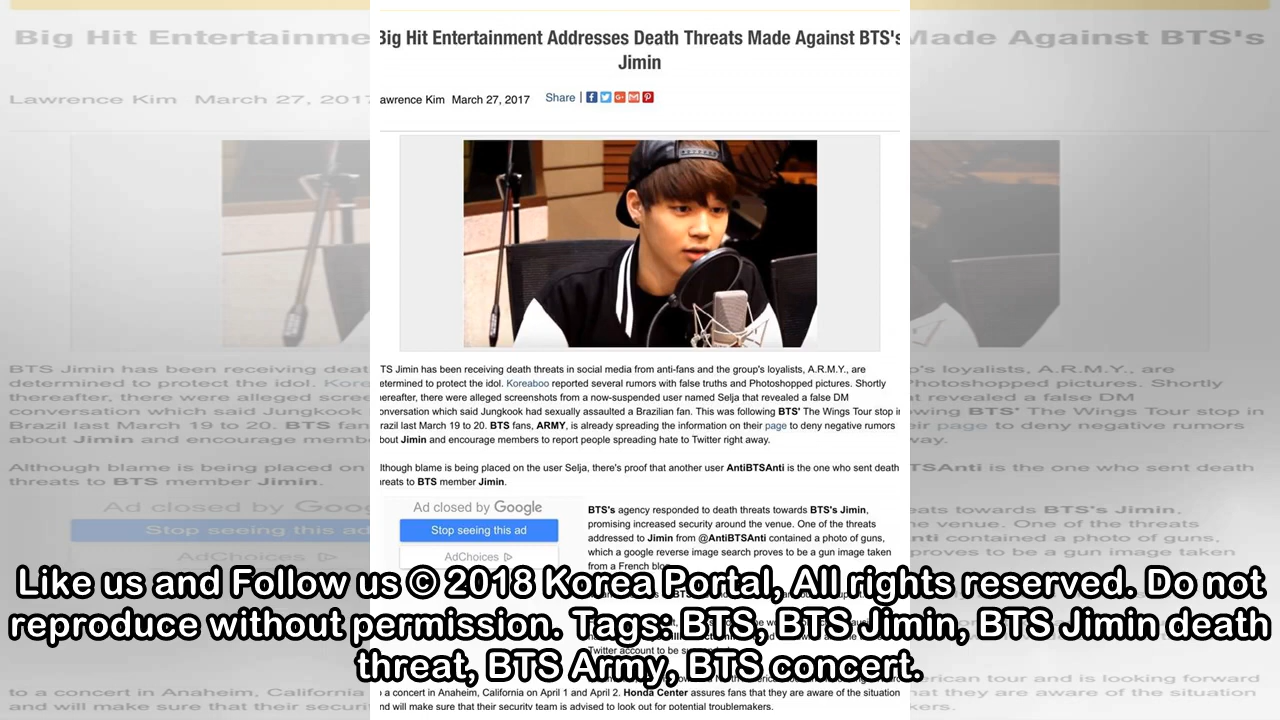 Big Hit Entertainment Addresses Death Threats Made Against BTS's
Jimin
awrence Kim March 27, 2017 Share |
TS Jimin has been receiving death threats in social media from anti-fans and the group's loyalists, A.R.M.Y., are
etermined to protect the idol. Koreaboo reported several rumors with false truths and Photoshopped pictures. Shortly
ereafter, there were alleged screenshots from a now-suspended user named Selja that revealed a false DM
onversation which said Jungkook had sexually assaulted a Brazilian fan. This was following BTS' The Wings Tour stop in
razil last March 19 to 20. BTS fans, ARMY, is already spreading the information on their page to deny negative rumors
bout Jimin and encourage members to report people spreading hate to Twitter right away.
lthough blame is being placed on the user Selja, there's proof that another user AntiBTSAnti is the one who sent death
reats to BTS member Jimin.
Ad closed by Google
Stop seeing this ad
AdChoices
BTS's agency responded to death threats towards BTS's Jimin,
promising increased security around the venue. One of the threats
addressed to Jimin from @AntiBTSAnti contained a photo of guns,
which a google reverse image search proves to be a gun image taken
from a French blog
Like us and Follow us © 2018 Korea Portal, All rights reserved. Do not
reproduce without permission. Tags: BTS, BTS Jimin, BTS Jimin death
threat, BTS Army, BTS concert.
Twitter account to be
a concert in Anaheim, California on April 1 and April 2. Honda Center assures fans that they are aware of the situation
nd will make sure that their security team is advised to look out for potential troublemakers.